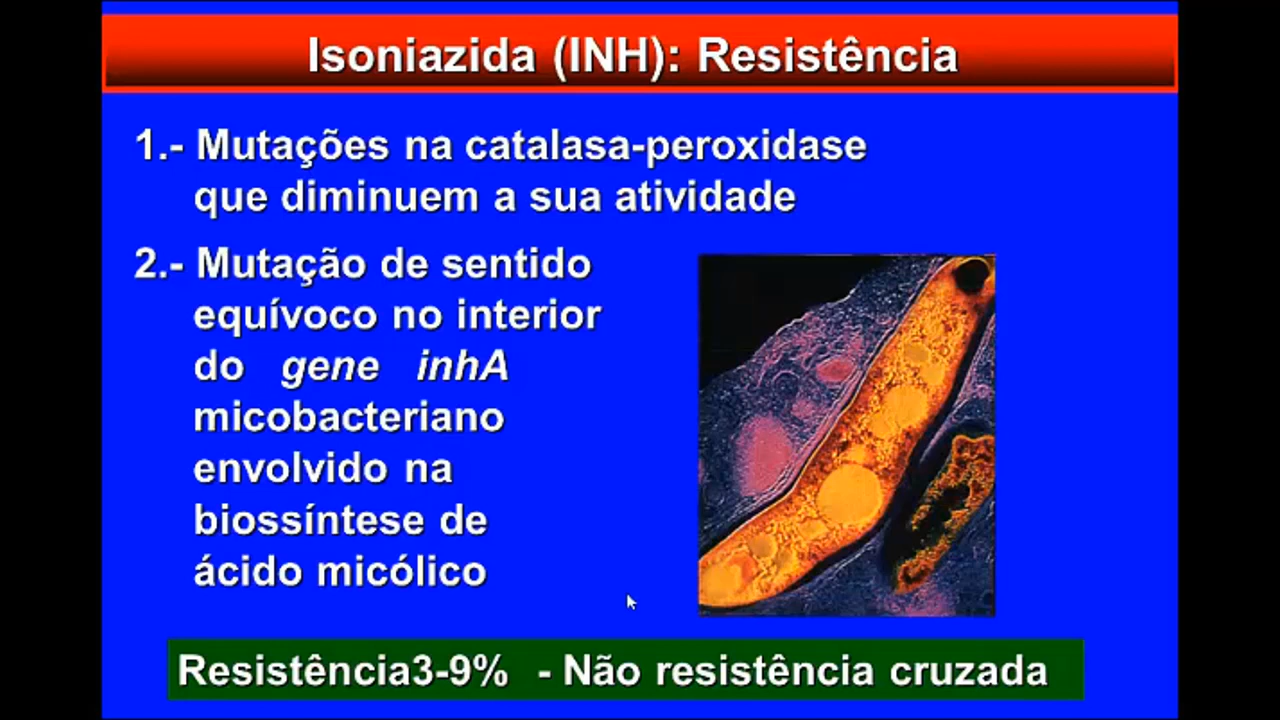 Isoniazida (INH): Resistência
1.- Mutações na catalasa-peroxidase
que diminuem a sua atividade
2.- Mutação de sentido
equívoco no interior
do gene inhA
micobacteriano
envolvido na
biossíntese de
ácido micólico
Resistência3-9% - Não resistência cruzada